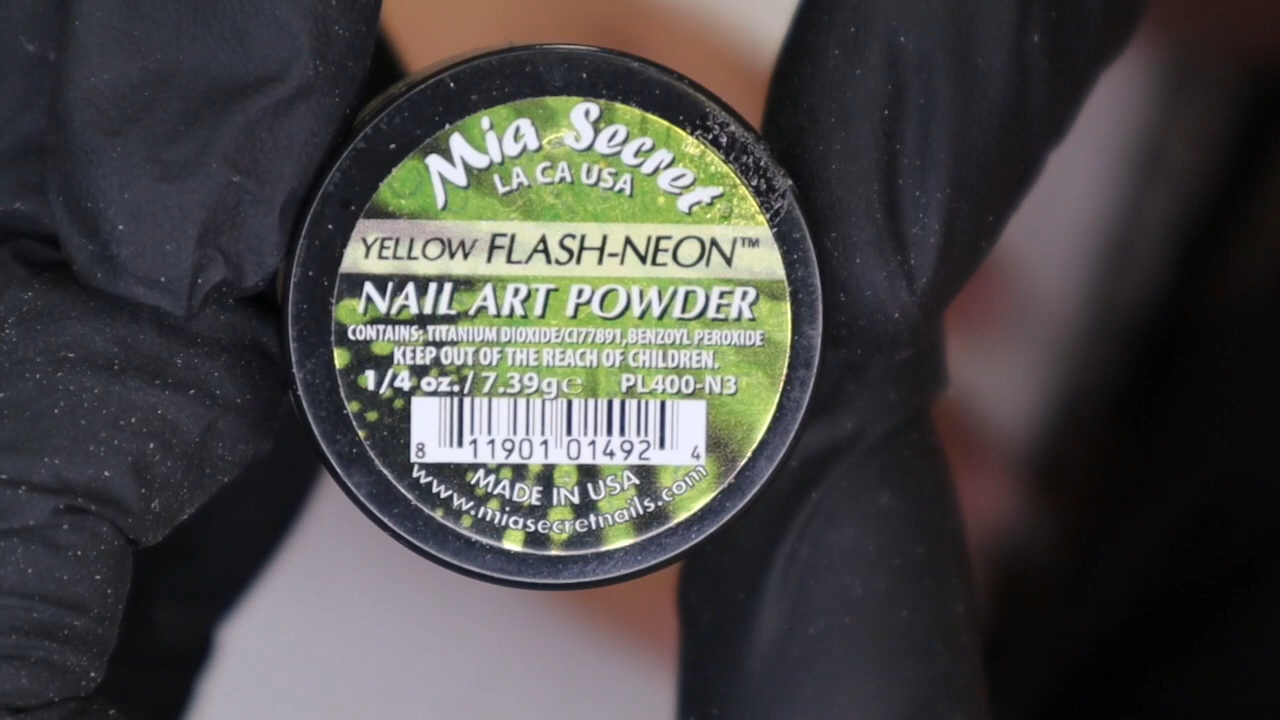 Mia Secret
LA CA USA
YELLOW FLASH-NEON™
NAIL ART POWDER
CONTAINS: TITANIUM DIOXIDE/CI77891,BENZOYL PEROXIDE
KEEP OUT OF THE REACH OF CHILDREN.
1/4 oz./ 7.39g℮ PL400-N3
8 11901 01492 4
MADE IN USA
www.miasecretnails.com